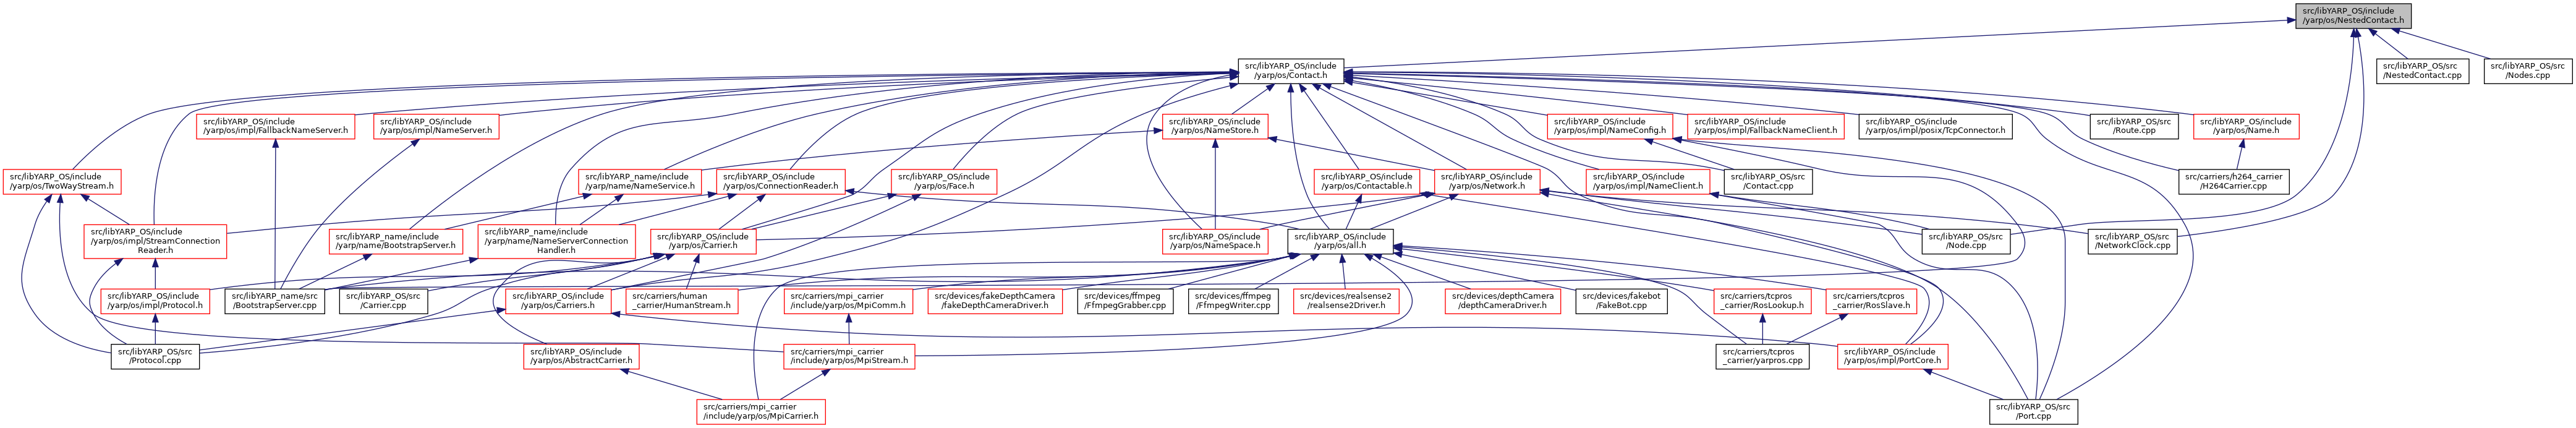 src/libYARP_OS/include
/yarp/os/NestedContact.h
src/libYARP_OS/include
/yarp/os/Contact.h
src/libYARP_OS/src
/NestedContact.cpp
src/libYARP_OS/src
/Nodes.cpp
src/libYARP_OS/include
/yarp/os/impl/FallbackNameServer.h
src/libYARP_OS/include
/yarp/os/impl/NameServer.h
src/libYARP_OS/include
/yarp/os/NameStore.h
src/libYARP_OS/include
/yarp/os/impl/NameConfig.h
src/libYARP_OS/include
/yarp/os/impl/FallbackNameClient.h
src/libYARP_OS/include
/yarp/os/impl/posix/TcpConnector.h
src/libYARP_OS/src
/Route.cpp
src/libYARP_OS/include
/yarp/os/Name.h
src/libYARP_OS/include
/yarp/os/TwoWayStream.h
src/libYARP_name/include
/yarp/name/NameService.h
src/libYARP_OS/include
/yarp/os/ConnectionReader.h
src/libYARP_OS/include
/yarp/os/Face.h
src/libYARP_OS/include
/yarp/os/Contactable.h
src/libYARP_OS/include
/yarp/os/Network.h
src/libYARP_OS/include
/yarp/os/impl/NameClient.h
src/libYARP_OS/src
/Contact.cpp
src/carriers/h264_carrier
/H264Carrier.cpp
src/libYARP_OS/include
/yarp/os/impl/StreamConnection
Reader.h
src/libYARP_name/include
/yarp/name/BootstrapServer.h
src/libYARP_name/include
/yarp/name/NameServerConnection
Handler.h
src/libYARP_OS/include
/yarp/os/Carrier.h
src/libYARP_OS/include
/yarp/os/NameSpace.h
src/libYARP_OS/include
/yarp/os/all.h
src/libYARP_OS/src
/Node.cpp
src/libYARP_OS/src
/NetworkClock.cpp
src/libYARP_OS/include
/yarp/os/impl/Protocol.h
src/libYARP_name/src
/BootstrapServer.cpp
src/libYARP_OS/src
/Carrier.cpp
src/libYARP_OS/include
/yarp/os/Carriers.h
src/carriers/human
_carrier/HumanStream.h
src/carriers/mpi_carrier
/include/yarp/os/MpiComm.h
src/devices/fakeDepthCamera
/fakeDepthCameraDriver.h
src/devices/ffmpeg
/FfmpegGrabber.cpp
src/devices/ffmpeg
/FfmpegWriter.cpp
src/devices/realsense2
/realsense2Driver.h
src/devices/depthCamera
/depthCameraDriver.h
src/devices/fakebot
/FakeBot.cpp
src/carriers/tcpros
_carrier/RosLookup.h
src/carriers/tcpros
_carrier/RosSlave.h
src/libYARP_OS/src
/Protocol.cpp
src/libYARP_OS/include
/yarp/os/AbstractCarrier.h
src/carriers/mpi_carrier
/include/yarp/os/MpiStream.h
src/carriers/tcpros
_carrier/yarpros.cpp
src/libYARP_OS/include
/yarp/os/impl/PortCore.h
src/carriers/mpi_carrier
/include/yarp/os/MpiCarrier.h
src/libYARP_OS/src
/Port.cpp